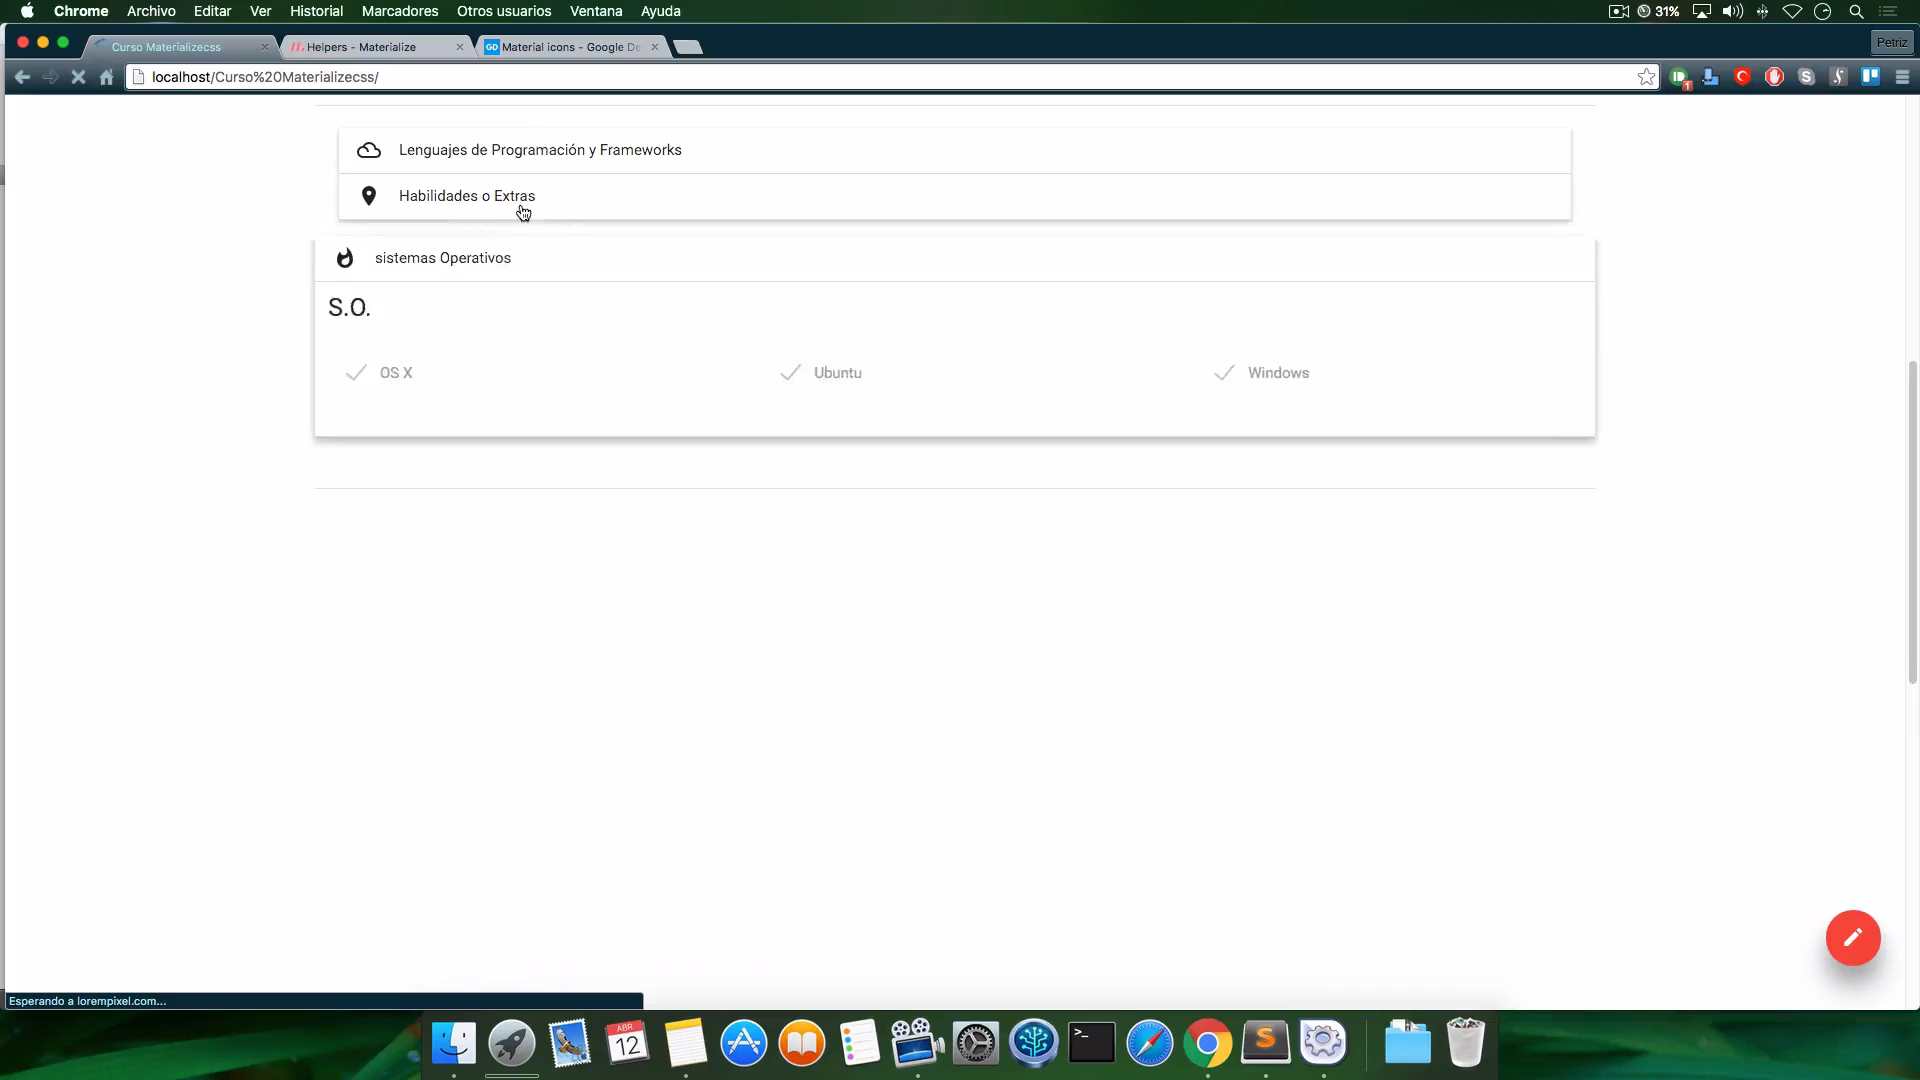 Chrome Archivo Editar Ver Historial Marcadores Otros usuarios Ventana Ayuda 31%
Curso Materializecss Helpers - Materialize Material icons - Google De Petriz
localhost/Curso%20Materializecss/
1
Lenguajes de Programación y Frameworks
Habilidades o Extras
sistemas Operativos
S.O.
OS X Ubuntu Windows
Esperando a lorempixel.com...
ABR
12